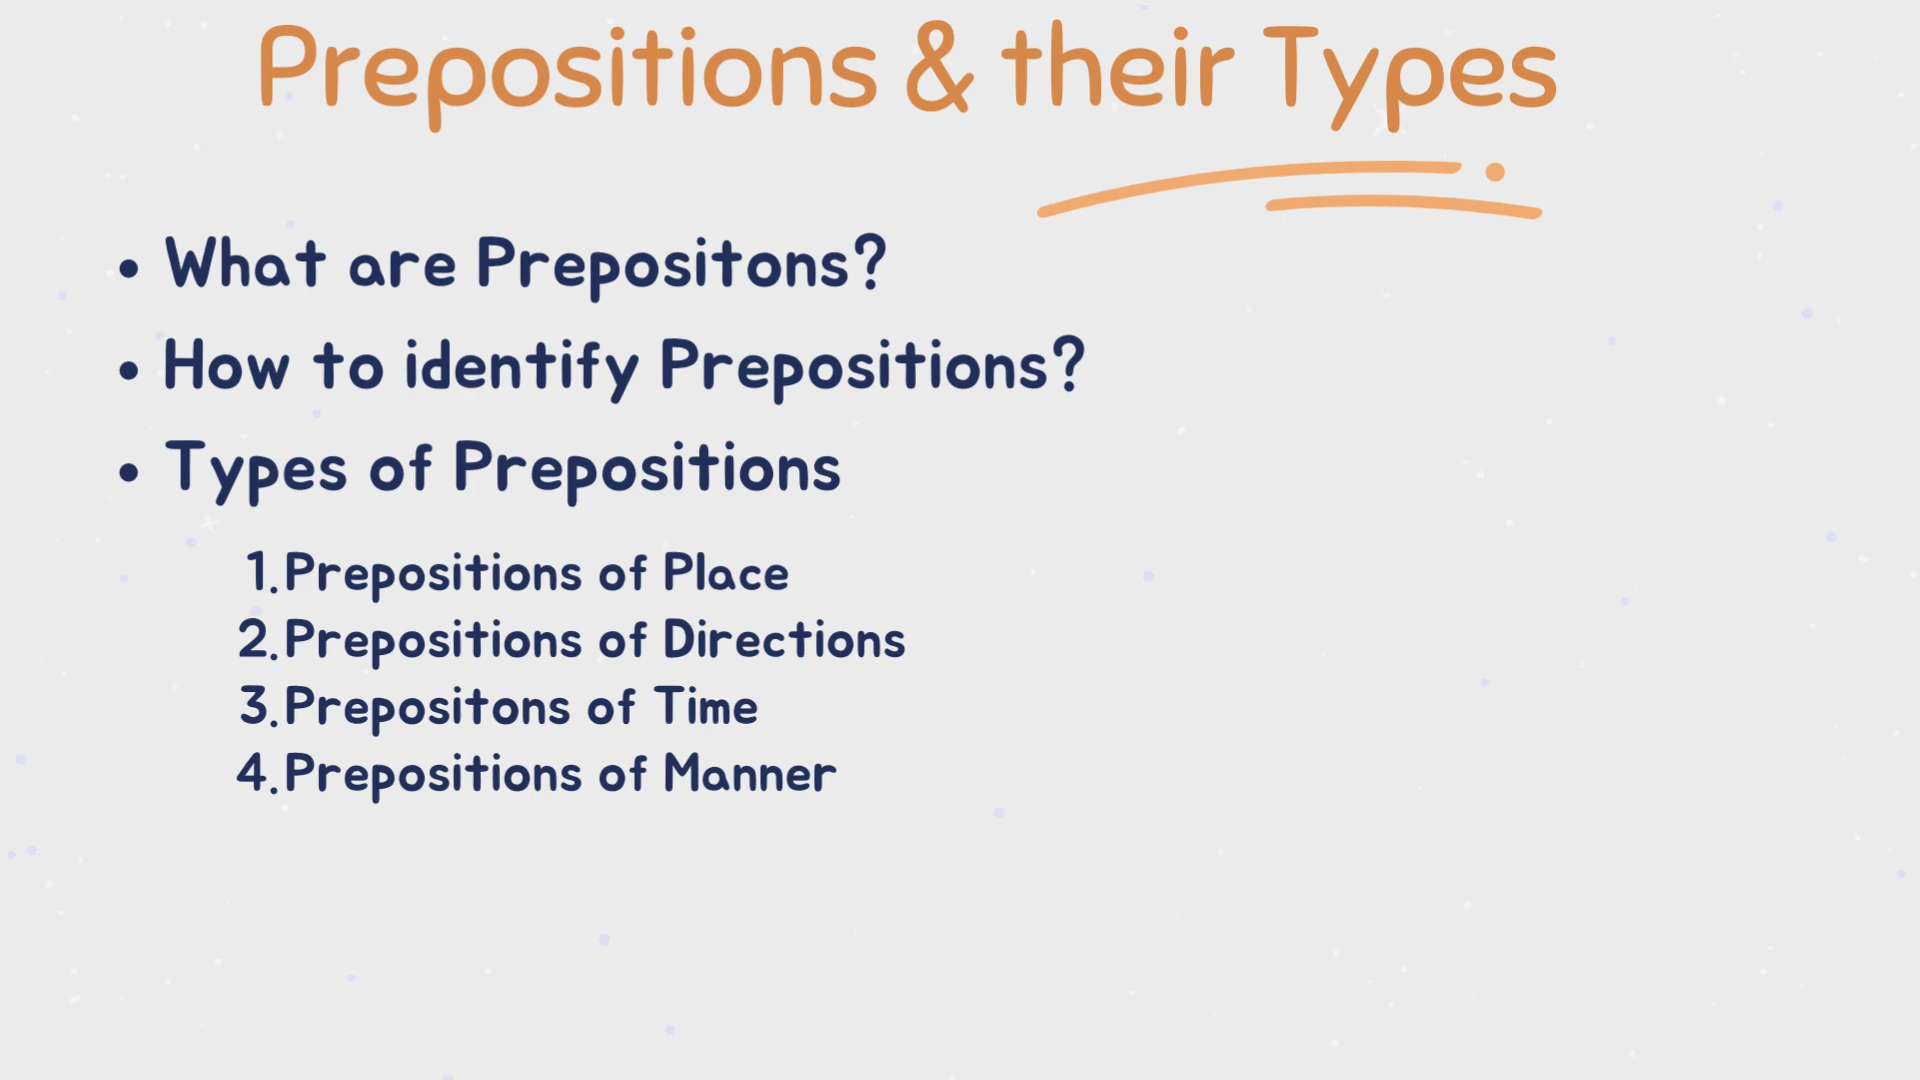 Prepositions & their Types
• What are Prepositons?
• How to identify Prepositions?
• Types of Prepositions
1. Prepositions of Place
2. Prepositions of Directions
3. Prepositons of Time
4. Prepositions of Manner